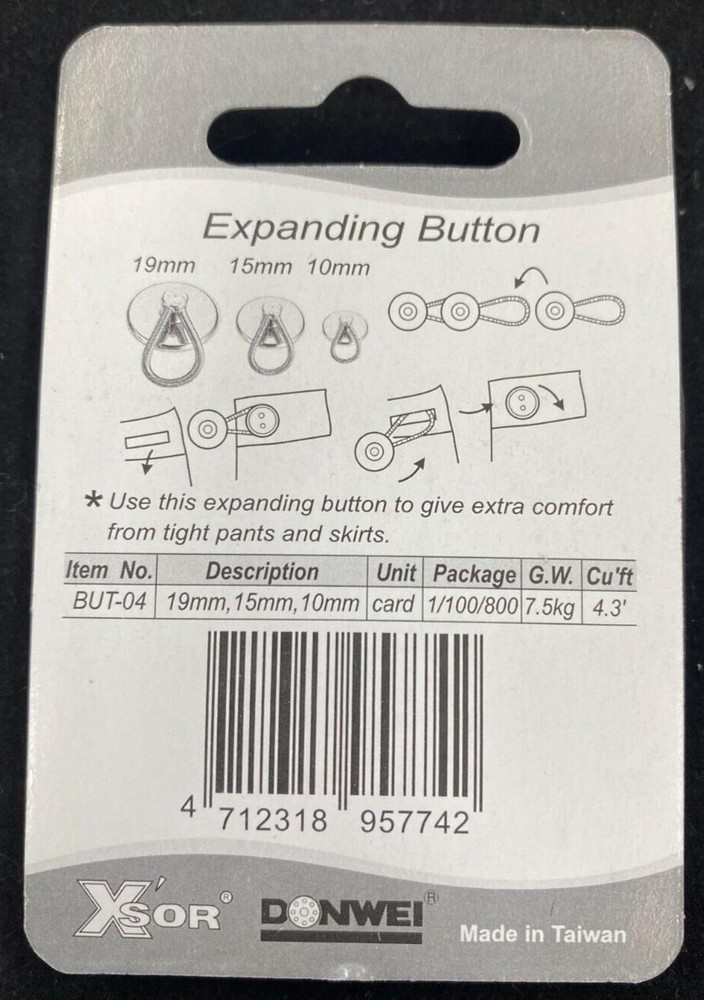 Expanding Button
19mm 15mm 10mm
* Use this expanding button to give extra comfort
from tight pants and skirts.
Item No. Description Unit Package G.W. Cu'ft
BUT-04 19mm,15mm,10mm card 1/100/800 7.5kg 4.3'
4 712318 957742
X'SOR® DONWEI® Made in Taiwan